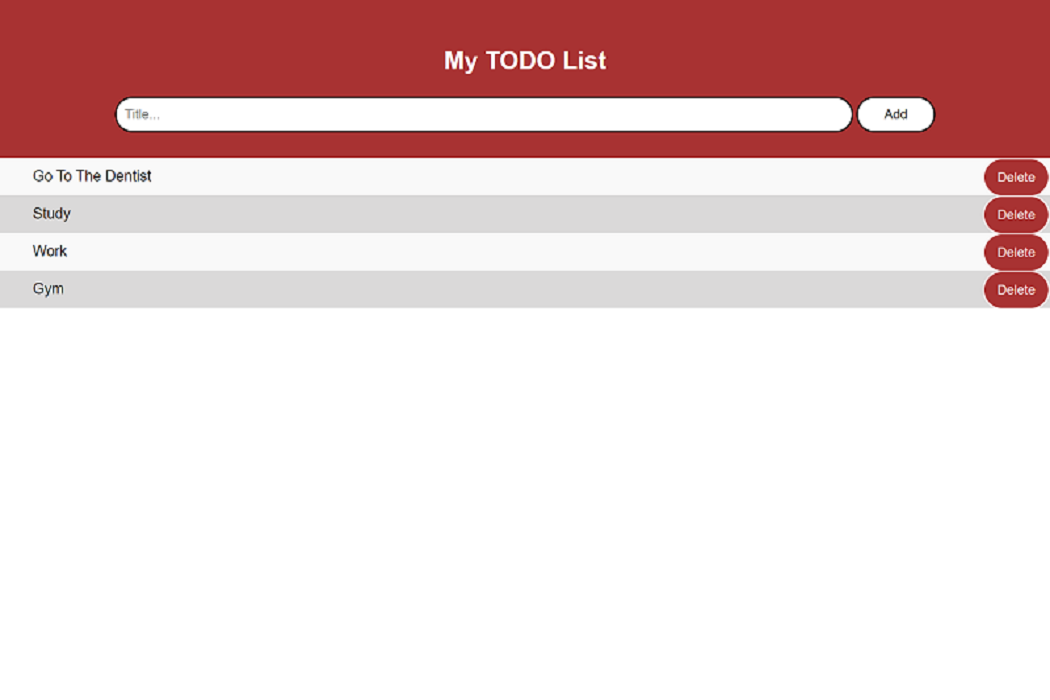 My TODO List
Title...
Add
Go To The Dentist
Delete
Study
Delete
Work
Delete
Gym
Delete